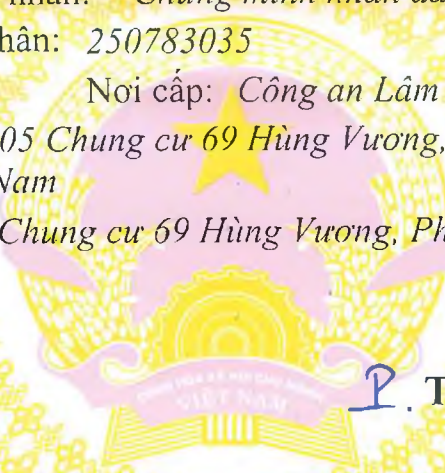 nhân: Chứng minh nhân dân
hân: 250783035
Nơi cấp: Công an Lâm
05 Chung cư 69 Hùng Vương,
Nam
Chung cư 69 Hùng Vương, Ph
VIỆT NAM
P. T